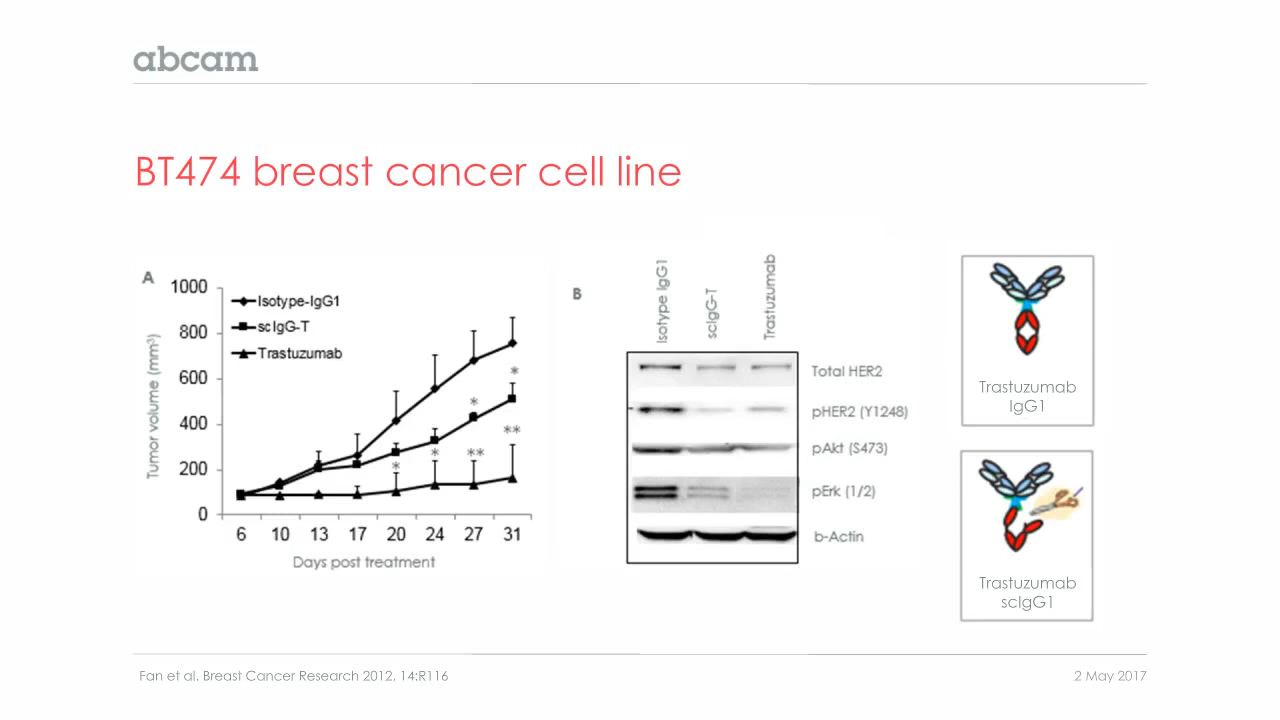 abcam
BT474 breast cancer cell line
A
1000
800
600
400
200
0
Tumor volume (mm³)
Isotype-IgG1
scIgG-T
Trastuzumab
*
*
**
*
*
**
6 10 13 17 20 24 27 31
Days post treatment
B
Isotype IgG1
scIgG-T
Trastuzumab
Total HER2
pHER2 (Y1248)
pAkt (S473)
pErk (1/2)
b-Actin
Trastuzumab
IgG1
Trastuzumab
scIgG1
Fan et al. Breast Cancer Research 2012, 14:R116
2 May 2017